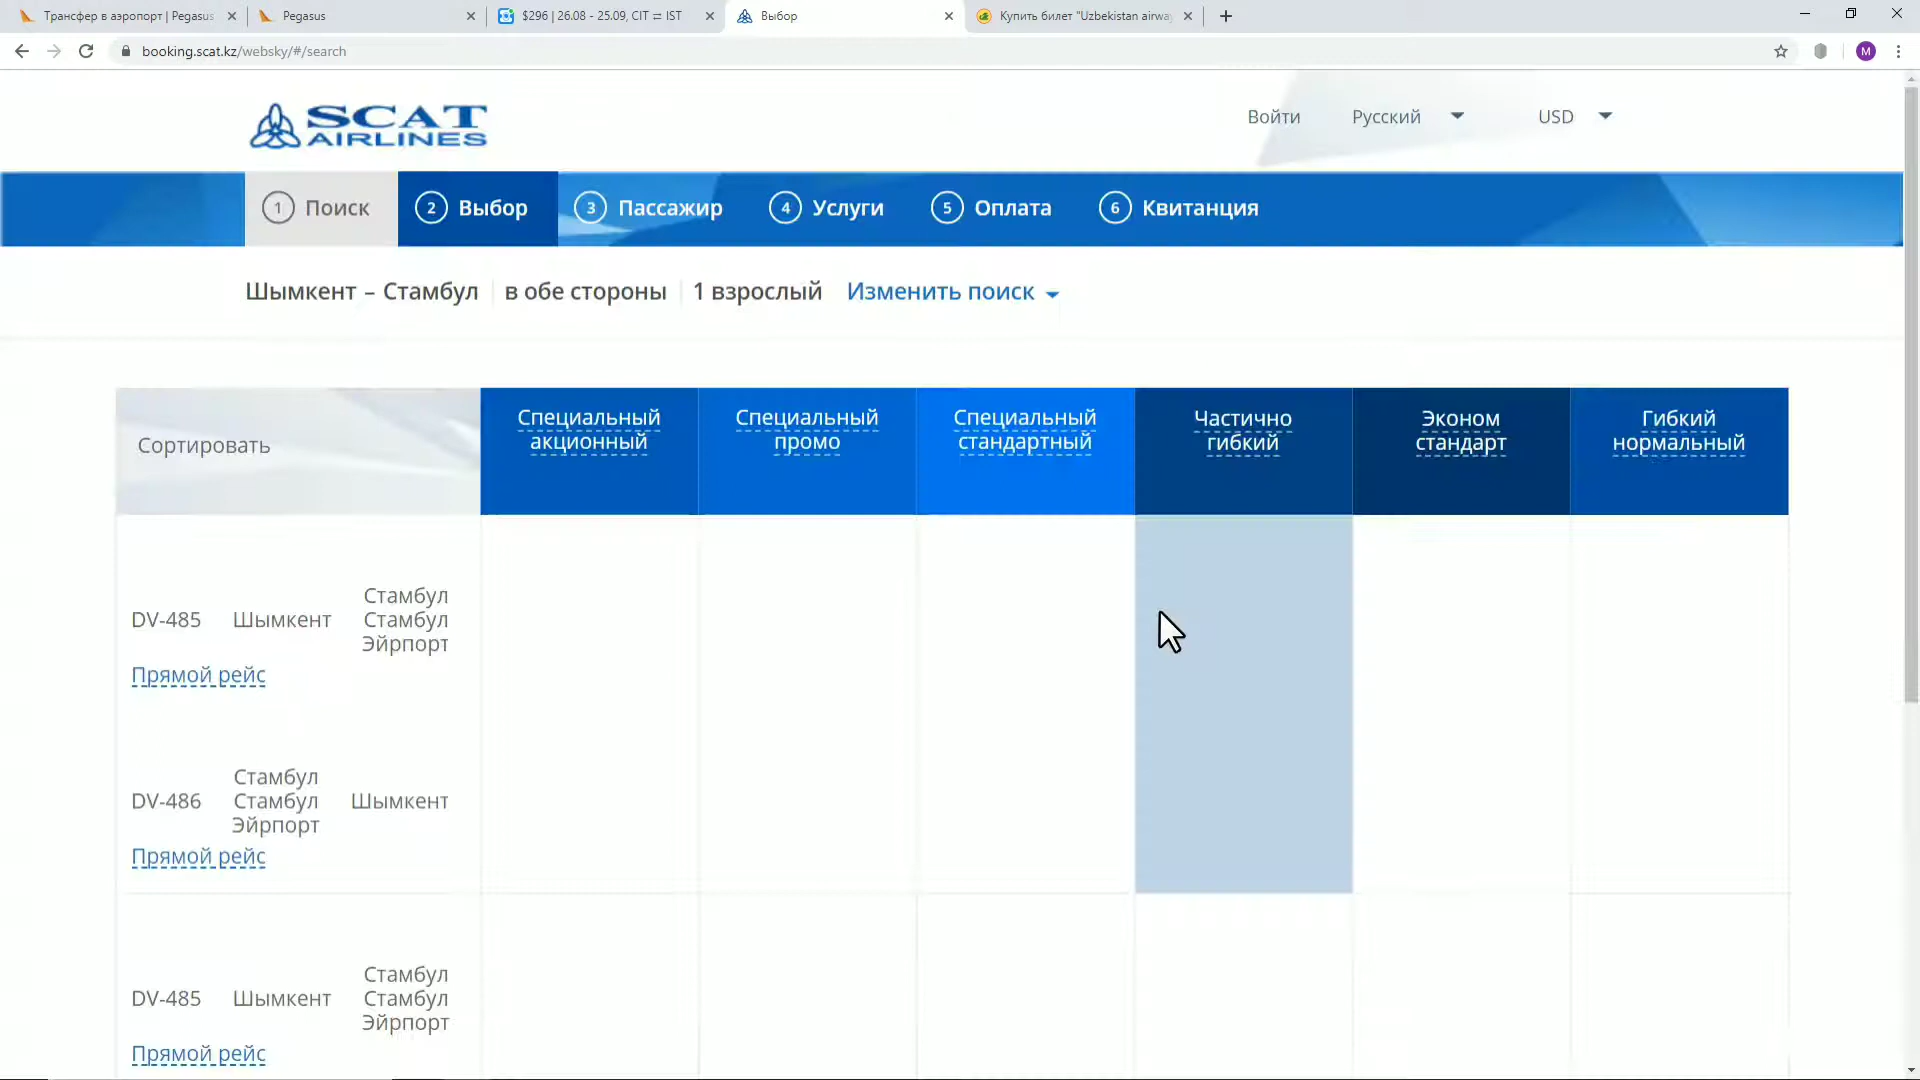 Трансфер в аэропорт | Pegasus
Pegasus
$296 | 26.08 - 25.09, CIT ⇄ IST
Выбор
Купить билет "Uzbekistan airwa
booking.scat.kz/websky/#/search
M
SCAT
AIRLINES
Войти
Русский
USD
1 Поиск
2 Выбор
3 Пассажир
4 Услуги
5 Оплата
6 Квитанция
Шымкент – Стамбул
в обе стороны
1 взрослый
Изменить поиск
Сортировать
Специальный
акционный
Специальный
промо
Специальный
стандартный
Частично
гибкий
Эконом
стандарт
Гибкий
нормальный
DV-485
Шымкент
Стамбул
Стамбул
Эйрпорт
Прямой рейс
DV-486
Стамбул
Стамбул
Эйрпорт
Шымкент
Прямой рейс
DV-485
Шымкент
Стамбул
Стамбул
Эйрпорт
Прямой рейс